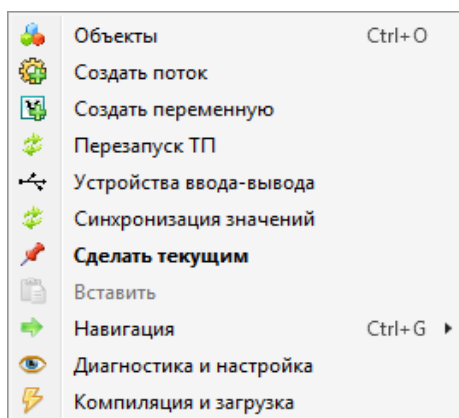 Объекты Ctrl+O
Создать поток
Создать переменную
Перезапуск ТП
Устройства ввода-вывода
Синхронизация значений
Сделать текущим
Вставить
Навигация Ctrl+G
Диагностика и настройка
Компиляция и загрузка